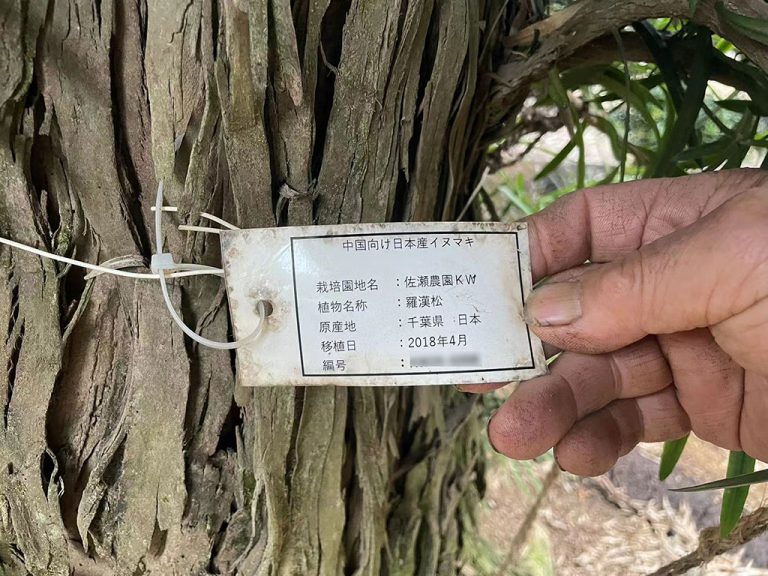 中国向け日本産イヌマキ
栽培園地名 :佐瀬農園KW
植物名称 :羅漢松
原産地 :千葉県 日本
移植日 :2018年4月
編号 :